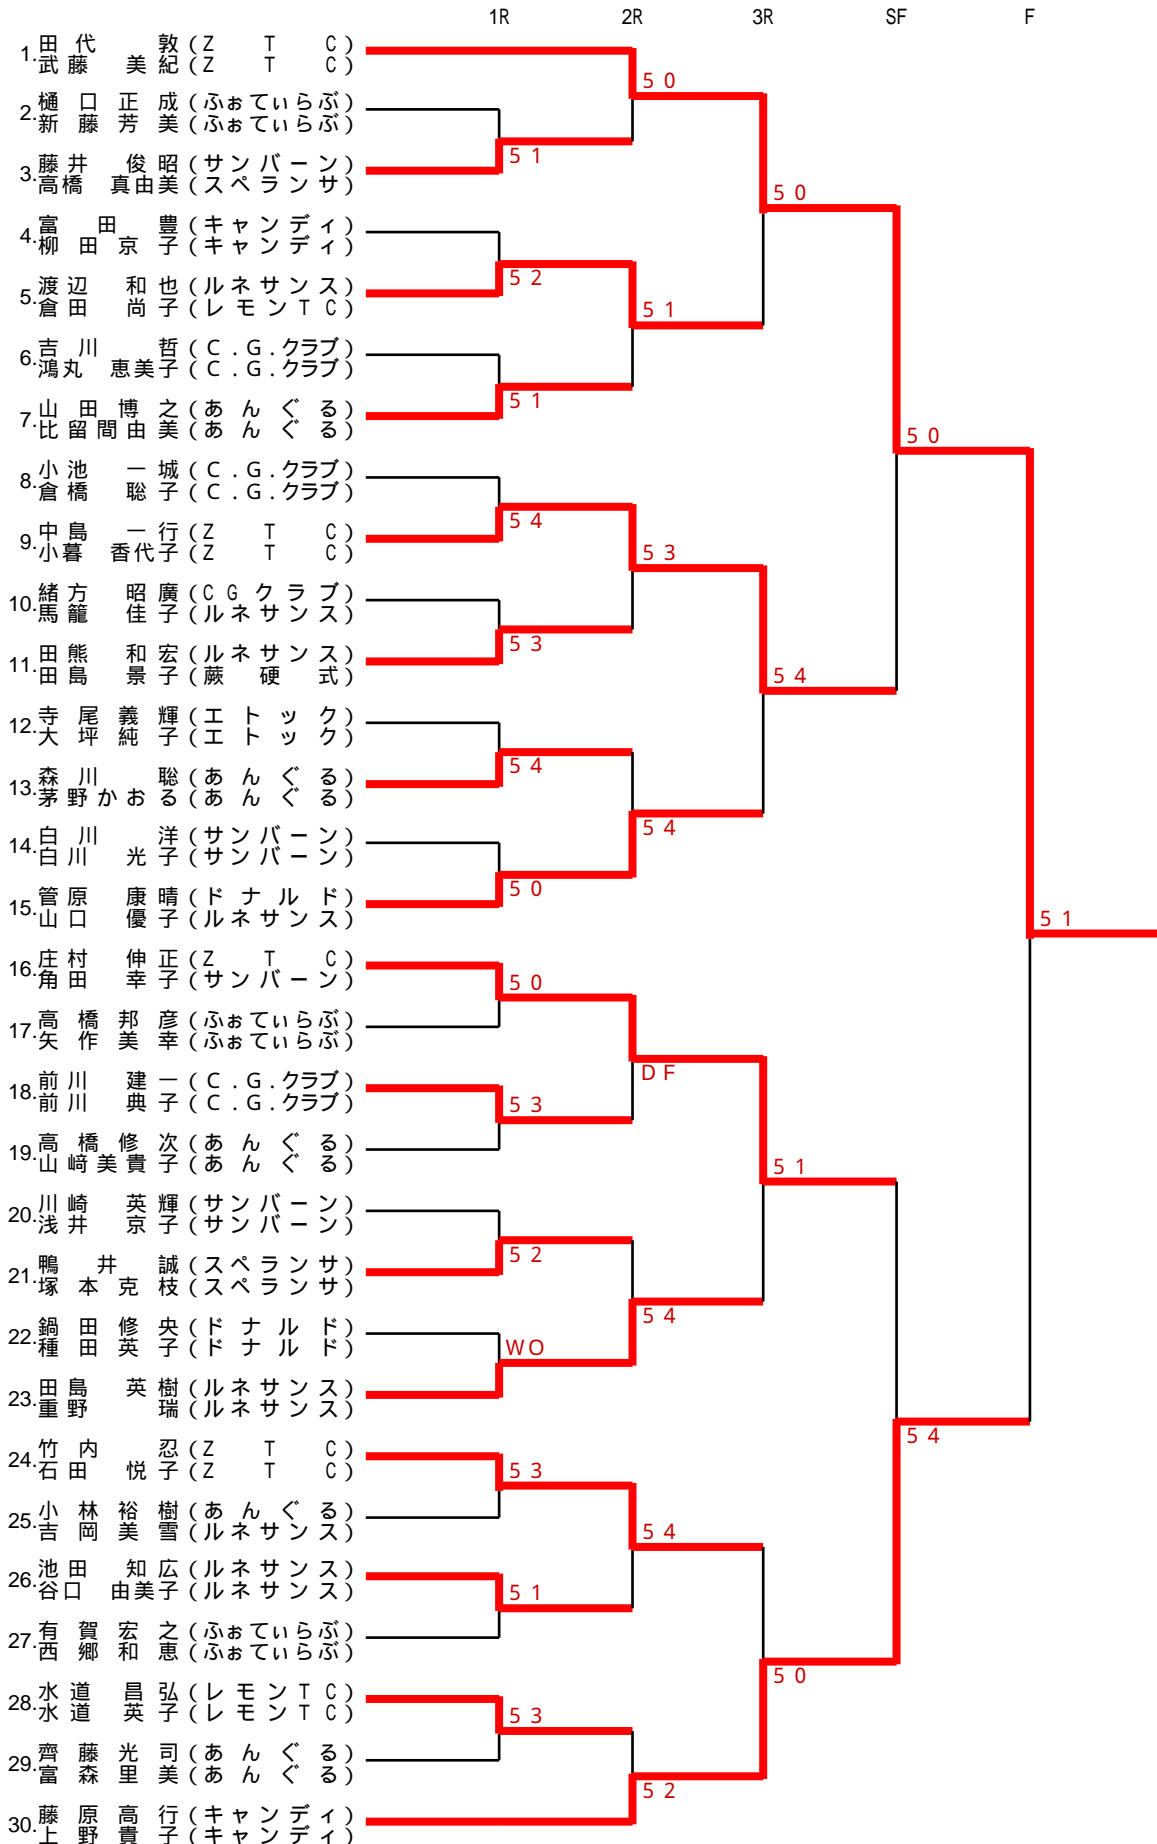 1R 2R 3R SF F
1. 田代 敦 (Z T C)
武藤 美紀 (Z T C)
5 0
2. 樋口正成 (ふぉてぃらぶ)
新藤芳美 (ふぉてぃらぶ)
5 1
3. 藤井 俊昭 (サンバーン)
高橋 真由美 (スペランサ)
5 0
4. 富田 豊 (キャンディ)
柳田京子 (キャンディ)
5 2
5. 渡辺 和也 (ルネサンス)
倉田 尚子 (レモンTC)
5 1
6. 吉川 哲 (C.G.クラブ)
鴻丸 恵美子 (C.G.クラブ)
5 1
7. 山田博之 (あんぐる)
比留間由美 (あんぐる)
5 0
8. 小池 一城 (C.G.クラブ)
倉橋 聡子 (C.G.クラブ)
5 4
9. 中島 一行 (Z T C)
小暮 香代子 (Z T C)
5 3
10. 緒方 昭廣 (CGクラブ)
馬籠 佳子 (ルネサンス)
5 3
11. 田熊 和宏 (ルネサンス)
田島 景子 (蕨硬式)
5 4
12. 寺尾義輝 (エトック)
大坪純子 (エトック)
5 4
13. 森川 聡 (あんぐる)
茅野かおる (あんぐる)
5 4
14. 白川 洋 (サンバーン)
白川 光子 (サンバーン)
5 0
15. 管原 康晴 (ドナルド)
山口 優子 (ルネサンス)
5 1
16. 庄村 伸正 (Z T C)
角田 幸子 (サンバーン)
5 0
17. 高橋邦彦 (ふぉてぃらぶ)
矢作美幸 (ふぉてぃらぶ)
D F
18. 前川 建一 (C.G.クラブ)
前川 典子 (C.G.クラブ)
5 3
19. 高橋修次 (あんぐる)
山﨑美貴子 (あんぐる)
5 1
20. 川崎 英輝 (サンバーン)
浅井 京子 (サンバーン)
5 2
21. 鴨井 誠 (スペランサ)
塚本克枝 (スペランサ)
5 4
22. 鍋田修央 (ドナルド)
種田英子 (ドナルド)
WO
23. 田島 英樹 (ルネサンス)
重野 瑞 (ルネサンス)
5 4
24. 竹内 忍 (Z T C)
石田 悦子 (Z T C)
5 3
25. 小林裕樹 (あんぐる)
吉岡美雪 (ルネサンス)
5 4
26. 池田 知広 (ルネサンス)
谷口 由美子 (ルネサンス)
5 1
27. 有賀宏之 (ふぉてぃらぶ)
西郷和恵 (ふぉてぃらぶ)
5 0
28. 水道 昌弘 (レモンTC)
水道 英子 (レモンTC)
5 3
29. 齊藤光司 (あんぐる)
富森里美 (あんぐる)
5 2
30. 藤原高行 (キャンディ)
上野貴子 (キャンディ)